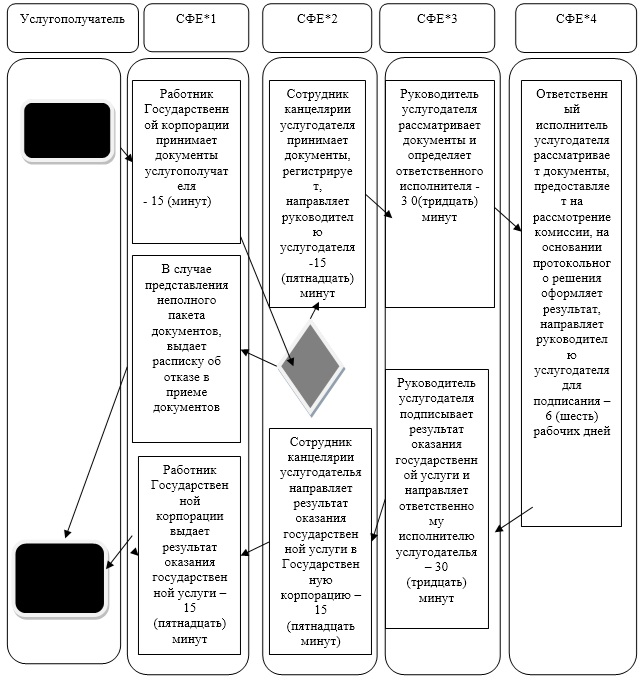 Услугополучатель
СФЕ*1
СФЕ*2
СФЕ*3
СФЕ*4
Работник
Государственн
ой корпорации
принимает
документы
услугополучат
еля
- 15 (минут)
Сотрудник
канцелярии
услугодателя
принимает
документы,
регистрируе
т,
направляет
руководител
ю
услугодателя
-15
(пятнадцать)
минут
Руководитель
услугодателя
рассматривает
документы и
определяет
ответственного
исполнителя -
3 0(тридцать)
минут
Ответственн
ый
исполнитель
услугодателя
рассматривае
т документы,
предоставляе
т на
рассмотрение
комиссии, на
основании
протокольног
о решения
оформляет
результат,
направляет
руководител
ю
услугодателя
для
подписания –
6 (шесть)
рабочих дней
В случае
представления
неполного
пакета
документов,
выдает
расписку об
отказе в
приеме
документов
Руководитель
услугодателя
подписывает
результат
оказания
государственн
ой услуги и
направляет
ответственно
му
исполнителю
услугодателья
– 30
(тридцать)
минут
Сотрудник
канцелярии
услугодателья
направляет
результат
оказания
государствен
ной услуги в
Государствен
ную
корпорацию –
15
(пятнадцать
минут)
Работник
Государствен
ной
корпорации
выдает
результат
оказания
государствен
ной услуги –
15
(пятнадцать)
минут